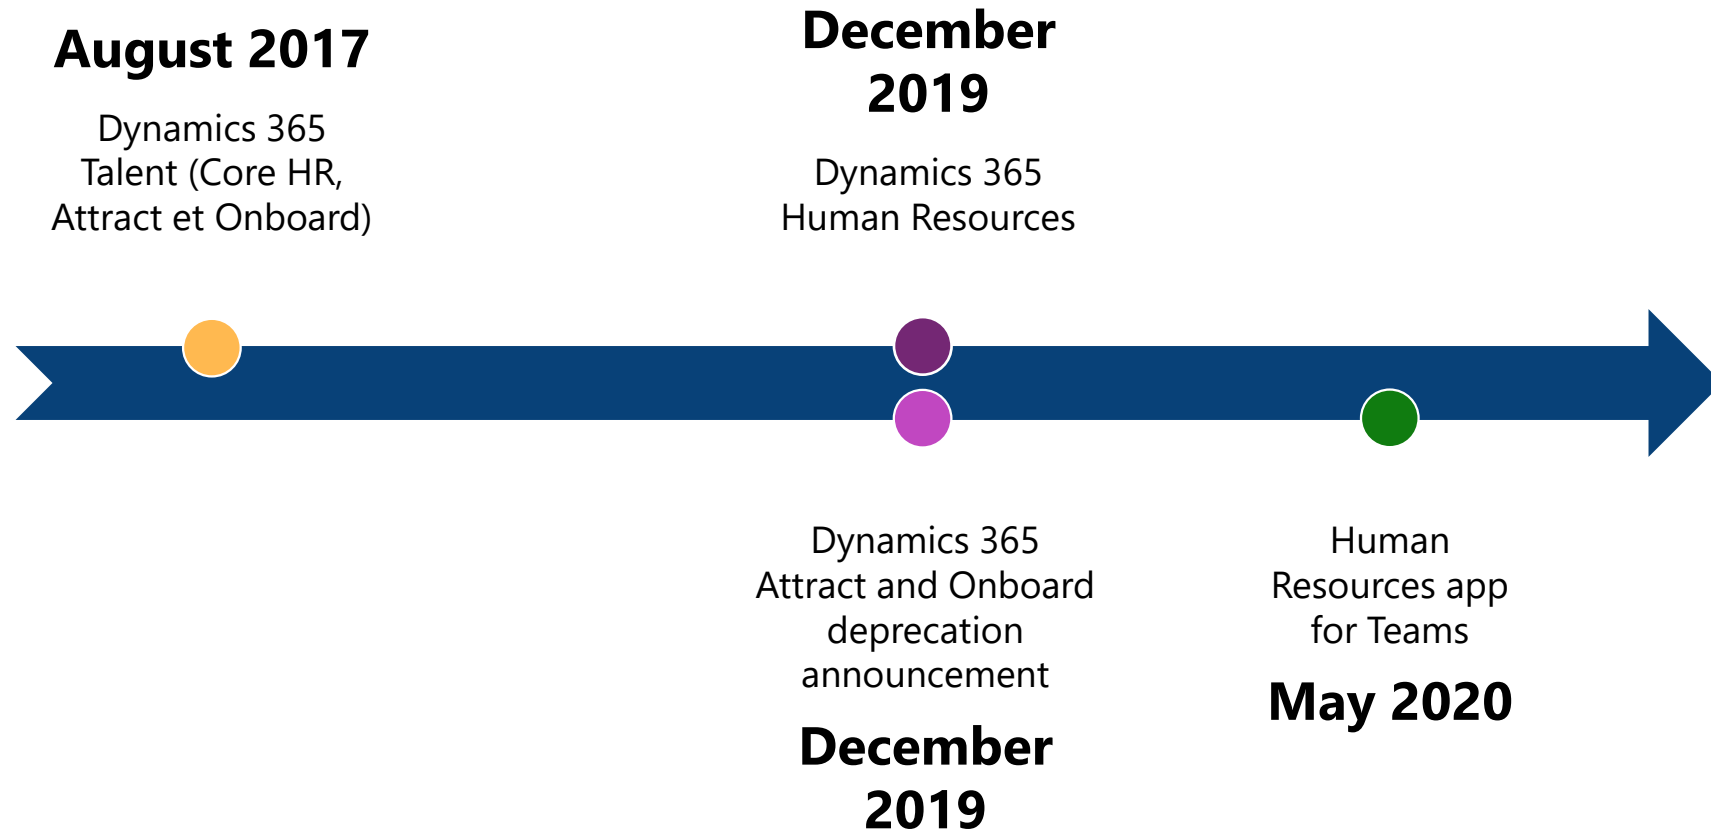 August 2017
Dynamics 365
Talent (Core HR,
Attract et Onboard)
December
2019
Dynamics 365
Human Resources
Dynamics 365
Attract and Onboard
deprecation
announcement
December
2019
Human
Resources app
for Teams
May 2020